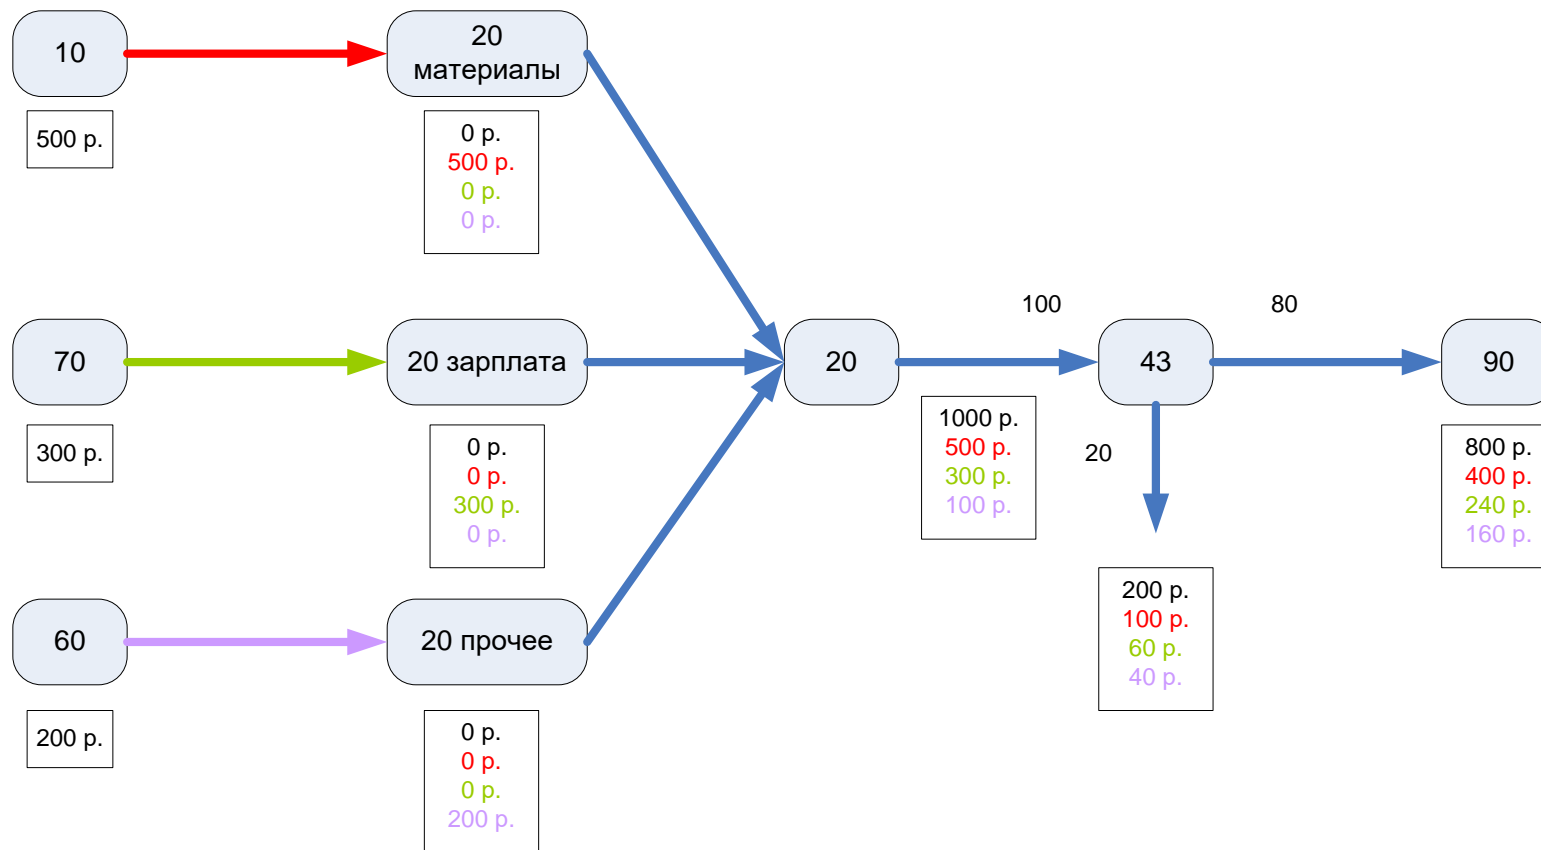 10
500 р.
20
материалы
0 р.
500 р.
0 р.
0 р.
70
300 р.
20 зарплата
0 р.
0 р.
300 р.
0 р.
60
200 р.
20 прочее
0 р.
0 р.
0 р.
200 р.
20
100
1000 р.
500 р.
300 р.
100 р.
43
20
200 р.
100 р.
60 р.
40 р.
80
90
800 р.
400 р.
240 р.
160 р.